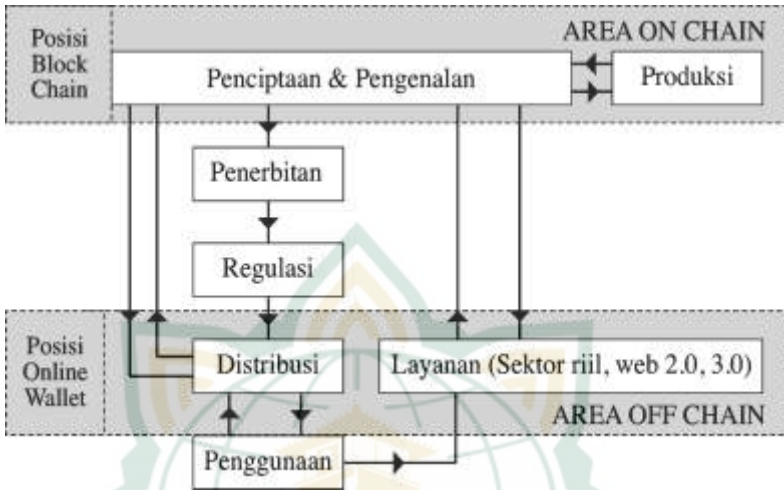 Posisi
Block
Chain
AREA ON CHAIN
Penciptaan & Pengenalan
Produksi
Penerbitan
Regulasi
Posisi
Online
Wallet
Distribusi
Layanan (Sektor riil, web 2.0, 3.0)
AREA OFF CHAIN
Penggunaan